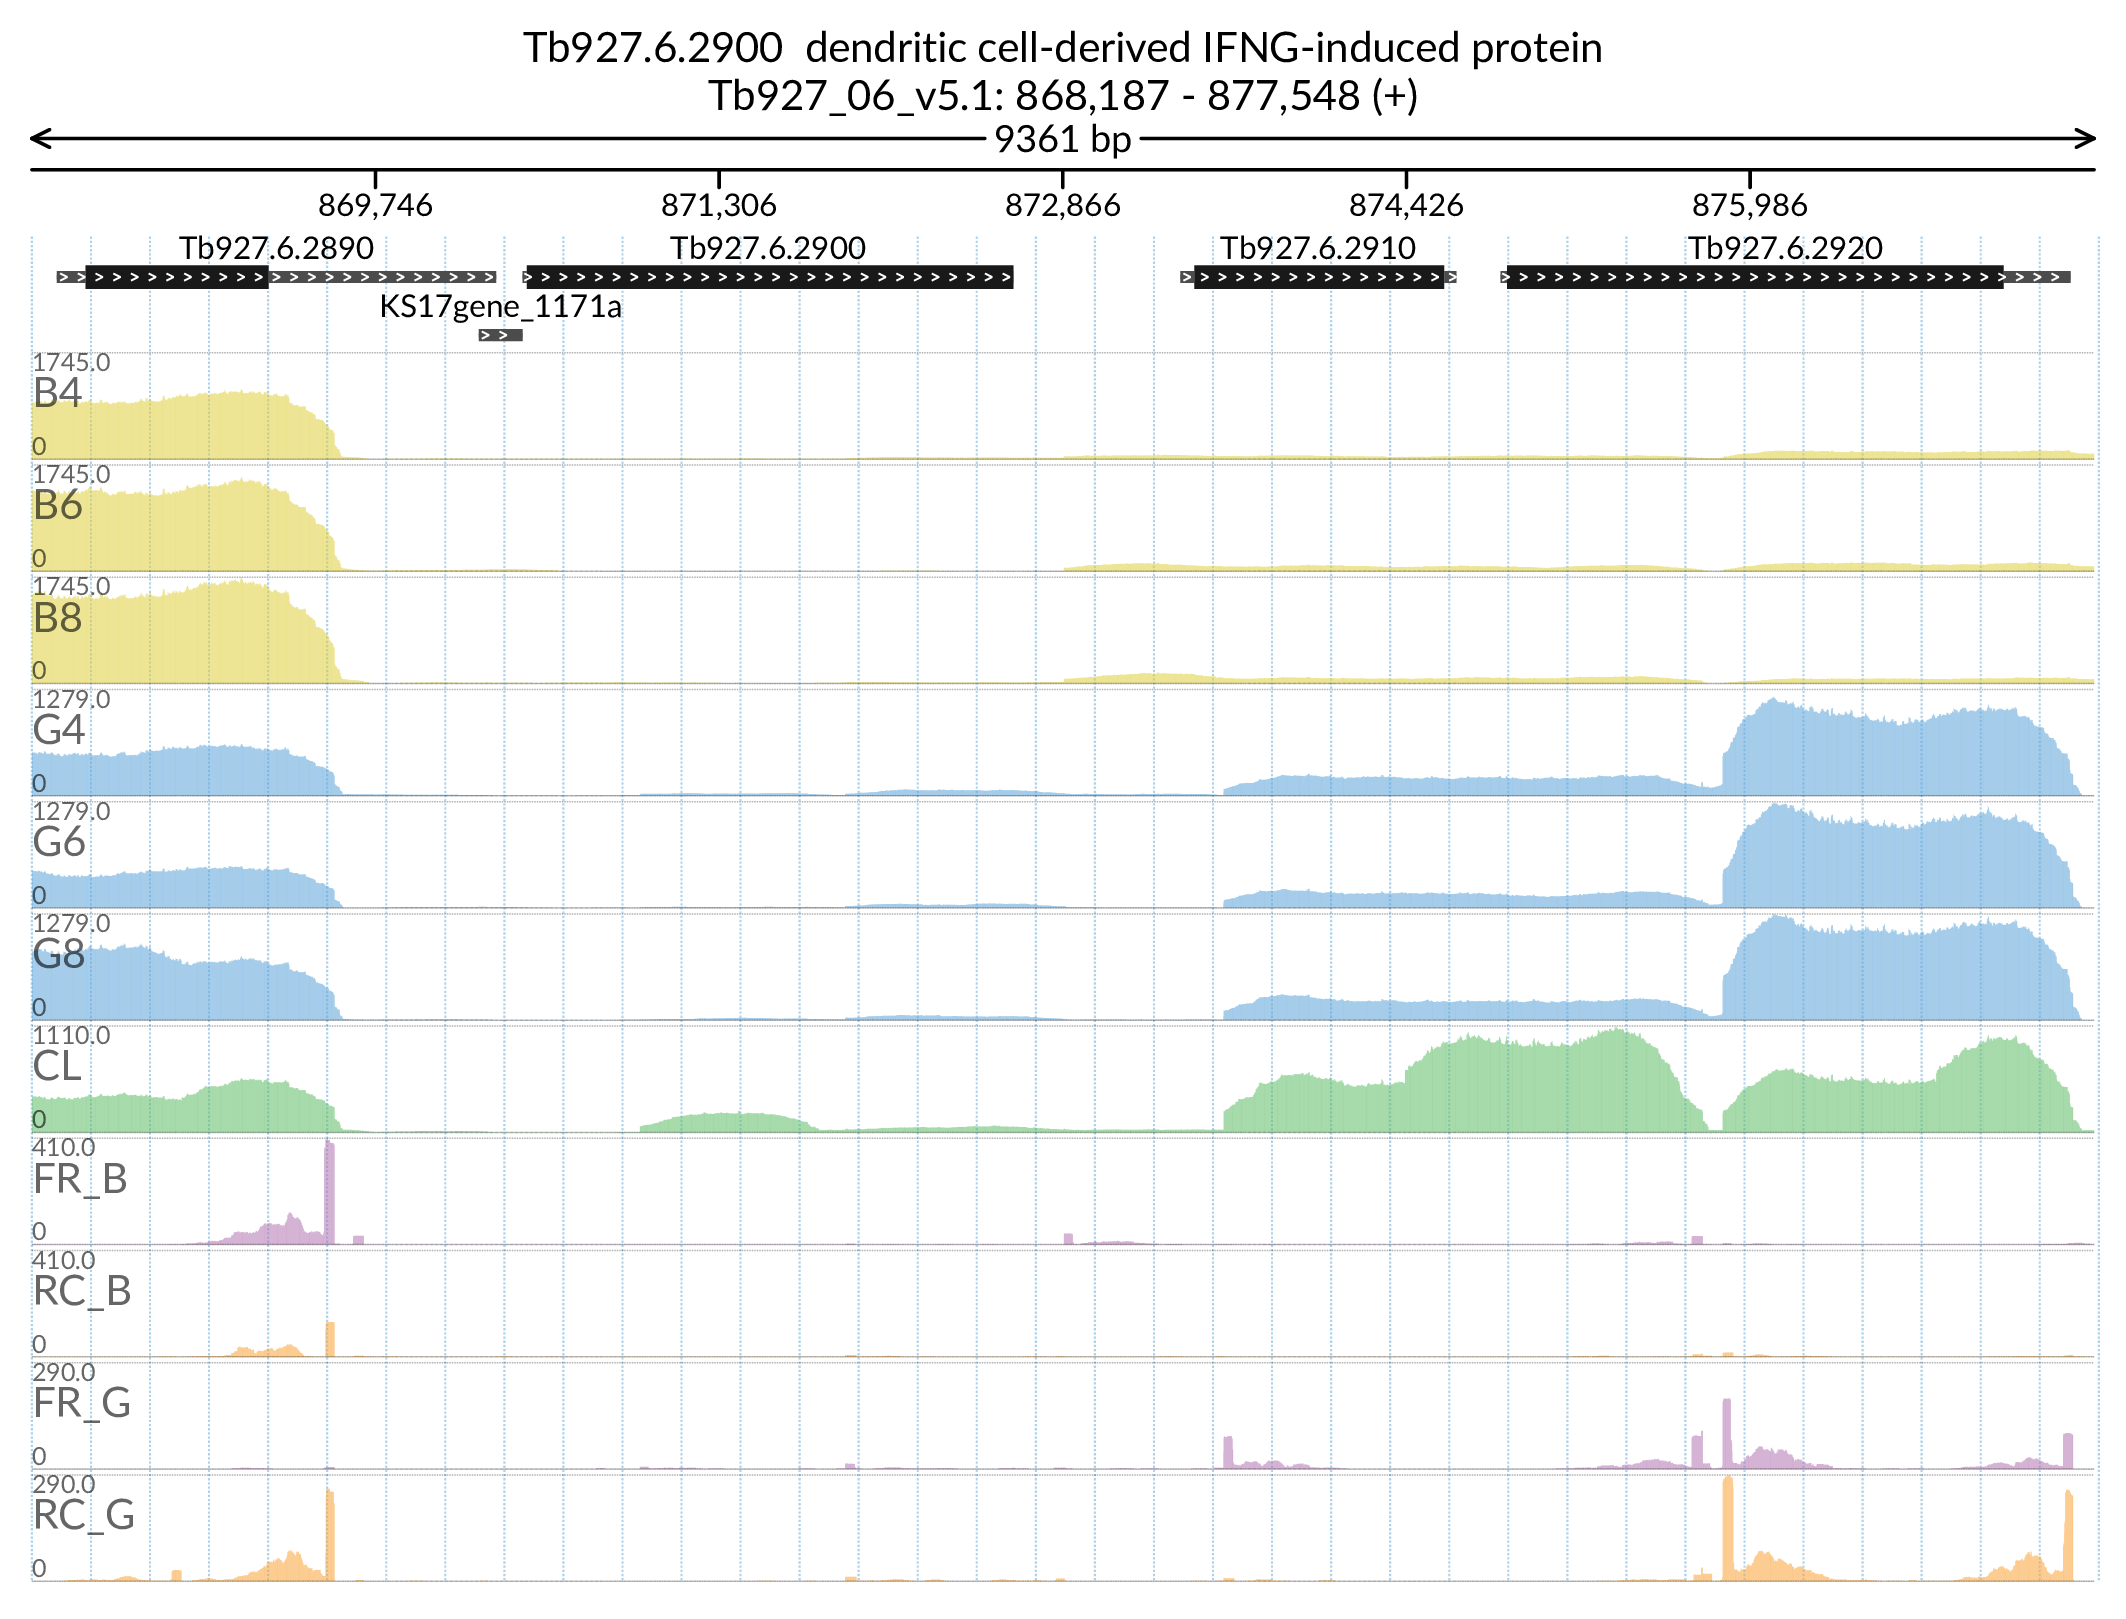 Tb927.6.2900  dendritic cell-derived IFNG-induced protein
Tb927_06_v5.1: 868,187 - 877,548 (+)
9361 bp
869,746 871,306 872,866 874,426 875,986
Tb927.6.2890 Tb927.6.2900 Tb927.6.2910 Tb927.6.2920
KS17gene_1171a
1745.0
B4
0
1745.0
B6
0
1745.0
B8
0
1279.0
G4
0
1279.0
G6
0
1279.0
G8
0
1110.0
CL
0
410.0
FR_B
0
410.0
RC_B
0
290.0
FR_G
0
290.0
RC_G
0